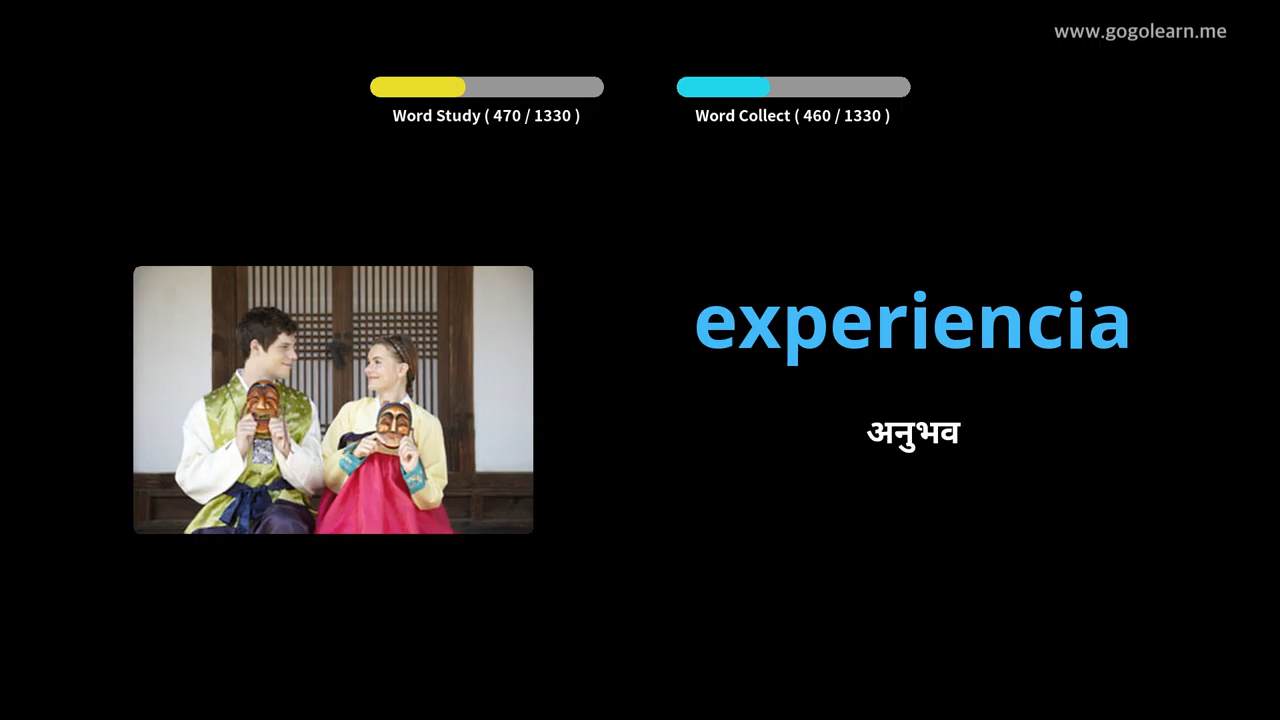 www.gogolearn.me
Word Study ( 470 / 1330 )
Word Collect ( 460 / 1330 )
experiencia
अनुभव